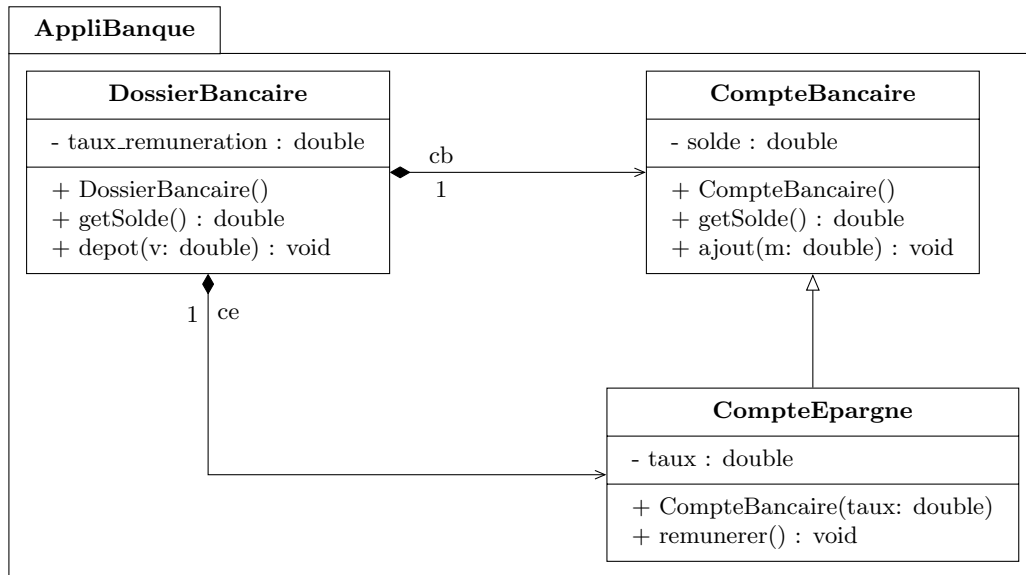 AppliBanque
DossierBancaire
- taux_remuneration : double
+ DossierBancaire()
+ getSolde() : double
+ depot(v: double) : void
cb
1
CompteBancaire
- solde : double
+ CompteBancaire()
+ getSolde() : double
+ ajout(m: double) : void
1
ce
CompteEpargne
- taux : double
+ CompteBancaire(taux: double)
+ remunerer() : void